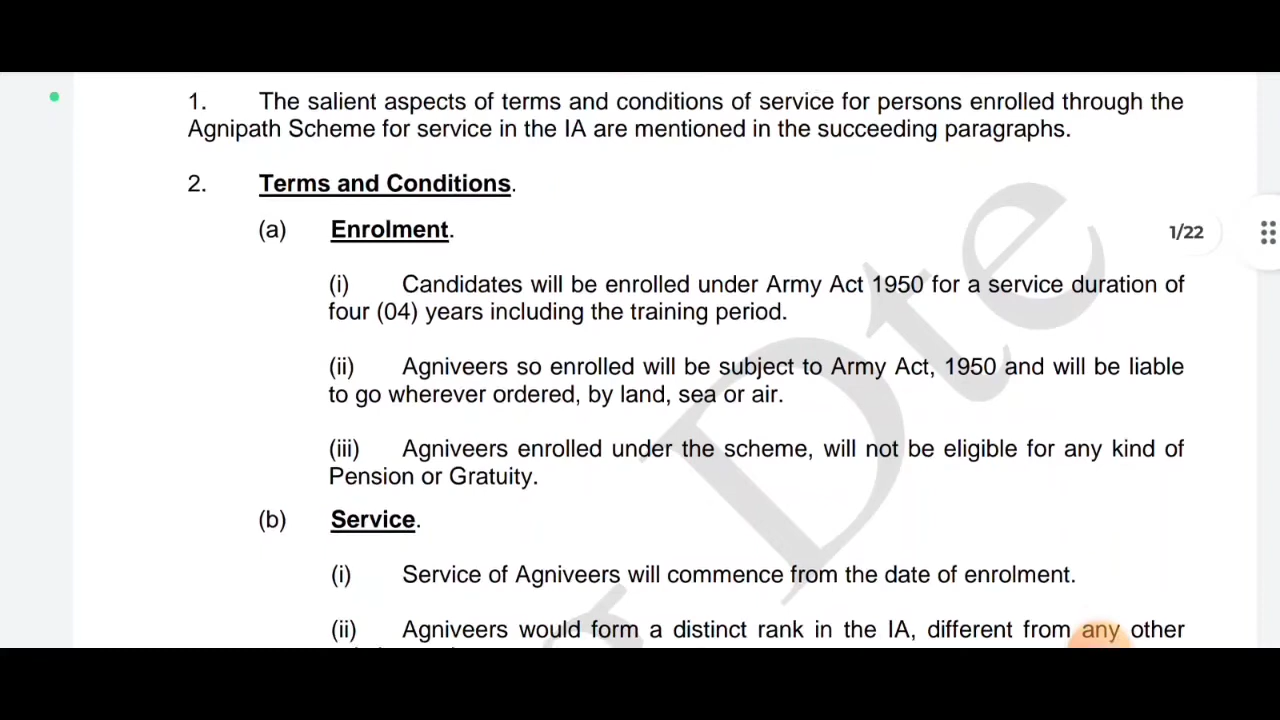 1. The salient aspects of terms and conditions of service for persons enrolled through the
Agnipath Scheme for service in the IA are mentioned in the succeeding paragraphs.
2. Terms and Conditions.
(a) Enrolment.
1/22
(i) Candidates will be enrolled under Army Act 1950 for a service duration of
four (04) years including the training period.
(ii) Agniveers so enrolled will be subject to Army Act, 1950 and will be liable
to go wherever ordered, by land, sea or air.
(iii) Agniveers enrolled under the scheme, will not be eligible for any kind of
Pension or Gratuity.
(b) Service.
(i) Service of Agniveers will commence from the date of enrolment.
(ii) Agniveers would form a distinct rank in the IA, different from any other
Dte